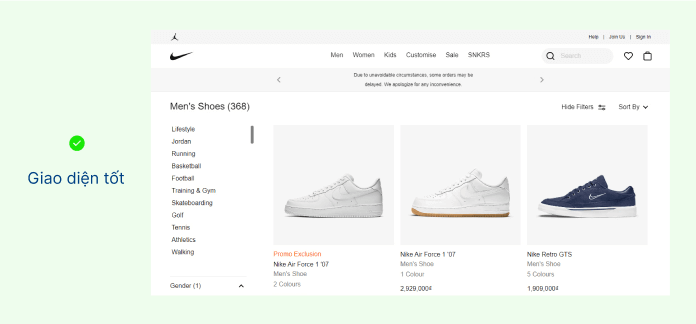 Giao diện tốt
Help | Join Us | Sign In
Men Women Kids Customise Sale SNKRS
Search
Due to unavoidable circumstances, some orders may be
delayed. We apologize for any inconvenience.
Men's Shoes (368)
Hide Filters
Sort By
Lifestyle
Jordan
Running
Basketball
Football
Training & Gym
Skateboarding
Golf
Tennis
Athletics
Walking
Gender (1)
Promo Exclusion
Nike Air Force 1 '07
Men's Shoe
2 Colours
Nike Air Force 1 '07
Men's Shoe
1 Colour
2,929,000₫
Nike Retro GTS
Men's Shoe
5 Colours
1,909,000₫